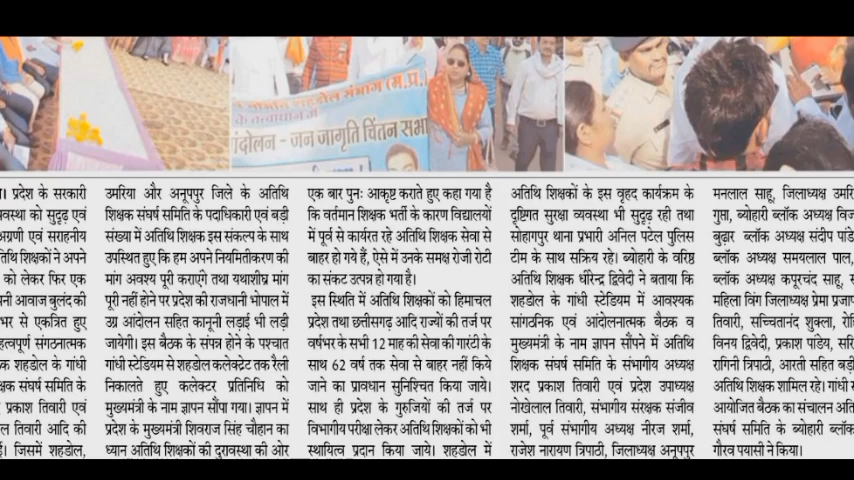 शहडोल संभाग (म.प्र.)
के तत्वाधान में
आंदोलन - जन जागृति चिंतन सभा
प्रदेश के सरकारी
व्यवस्था को सुदृढ़ एवं
अग्रणी एवं सराहनीय
अतिथि शिक्षकों ने अपने
को लेकर फिर एक
अपनी आवाज बुलंद की
भर से एकत्रित हुए
महत्वपूर्ण संगठनात्मक
शहडोल के गांधी
शिक्षक संघर्ष समिति के
प्रकाश तिवारी एवं
तिवारी आदि की
जिसमें शहडोल,
उमरिया और अनूपपुर जिले के अतिथि
शिक्षक संघर्ष समिति के पदाधिकारी एवं बड़ी
संख्या में अतिथि शिक्षक इस संकल्प के साथ
उपस्थित हुए कि हम अपने नियमितीकरण की
मांग अवश्य पूरी कराएंगे तथा यथाशीघ्र मांग
पूरी नहीं होने पर प्रदेश की राजधानी भोपाल में
उग्र आंदोलन सहित कानूनी लड़ाई भी लड़ी
जायेगी। इस बैठक के संपन्न होने के पश्चात
गांधी स्टेडियम से शहडोल कलेक्ट्रेट तक रैली
निकालते हुए कलेक्टर प्रतिनिधि को
मुख्यमंत्री के नाम ज्ञापन सौंपा गया। ज्ञापन में
प्रदेश के मुख्यमंत्री शिवराज सिंह चौहान का
ध्यान अतिथि शिक्षकों की दुरावस्था की ओर
एक बार पुनः आकृष्ट कराते हुए कहा गया है
कि वर्तमान शिक्षक भर्ती के कारण विद्यालयों
में पूर्व से कार्यरत रहे अतिथि शिक्षक सेवा से
बाहर हो गये हैं, ऐसे में उनके समक्ष रोजी रोटी
का संकट उत्पन्न हो गया है।
इस स्थिति में अतिथि शिक्षकों को हिमाचल
प्रदेश तथा छत्तीसगढ़ आदि राज्यों की तर्ज पर
वर्षभर के सभी 12 माह की सेवा की गारंटी के
साथ 62 वर्ष तक सेवा से बाहर नहीं किये
जाने का प्रावधान सुनिश्चित किया जाये।
साथ ही प्रदेश के गुरुजियों की तर्ज पर
विभागीय परीक्षा लेकर अतिथि शिक्षकों को भी
स्थायित्व प्रदान किया जाये। शहडोल में
अतिथि शिक्षकों के इस वृहद कार्यक्रम के
दृष्टिगत सुरक्षा व्यवस्था भी सुदृढ़ रही तथा
सोहागपुर थाना प्रभारी अनिल पटेल पुलिस
टीम के साथ सक्रिय रहे। ब्योहारी के वरिष्ठ
अतिथि शिक्षक धीरेन्द्र द्विवेदी ने बताया कि
शहडोल के गांधी स्टेडियम में आवश्यक
सांगठनिक एवं आंदोलनात्मक बैठक व
मुख्यमंत्री के नाम ज्ञापन सौंपने में अतिथि
शिक्षक संघर्ष समिति के संभागीय अध्यक्ष
शरद प्रकाश तिवारी एवं प्रदेश उपाध्यक्ष
नोखेलाल तिवारी, संभागीय संरक्षक संजीव
शर्मा, पूर्व संभागीय अध्यक्ष नीरज शर्मा,
राजेश नारायण त्रिपाठी, जिलाध्यक्ष अनूपपुर
मनलाल साहू, जिलाध्यक्ष
गुप्ता, ब्योहारी ब्लॉक अध्यक्ष
बुढ़ार ब्लॉक अध्यक्ष संदीप
ब्लॉक अध्यक्ष समयलाल पाल,
ब्लॉक अध्यक्ष कपूरचंद साहू,
महिला विंग जिलाध्यक्ष प्रेमा
तिवारी, सच्चितानंद शुक्ला,
विनय द्विवेदी, प्रकाश पांडेय,
रागिनी त्रिपाठी, आरती सहित
अतिथि शिक्षक शामिल रहे। गांधी
आयोजित बैठक का संचालन
संघर्ष समिति के ब्योहारी
गौरव पयासी ने किया।